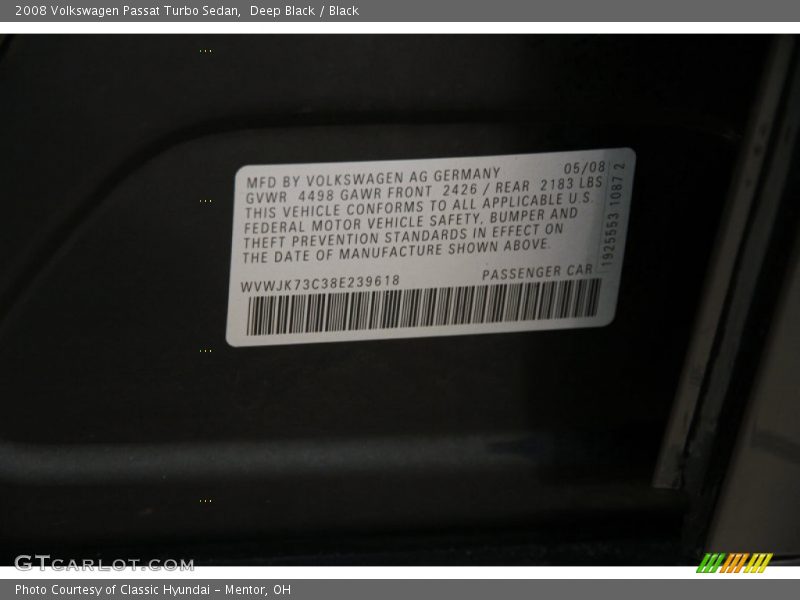 2008 Volkswagen Passat Turbo Sedan,  Deep Black / Black
MFD BY VOLKSWAGEN AG GERMANY 05/08
GVWR 4498 GAWR FRONT 2426 / REAR 2183 LBS
THIS VEHICLE CONFORMS TO ALL APPLICABLE U.S.
FEDERAL MOTOR VEHICLE SAFETY, BUMPER AND
THEFT PREVENTION STANDARDS IN EFFECT ON
THE DATE OF MANUFACTURE SHOWN ABOVE.
WVWJK73C38E239618 PASSENGER CAR
1925553 1087 2
GTCARLOT.COM
Photo Courtesy of Classic Hyundai - Mentor, OH